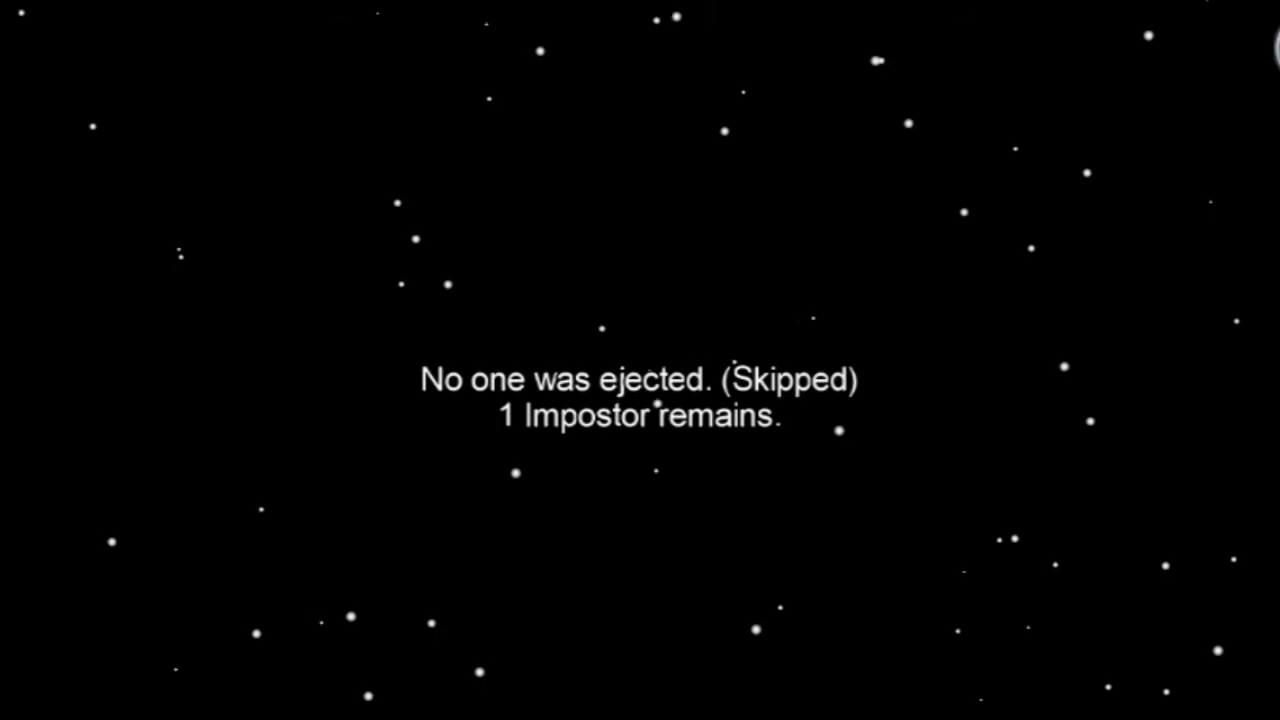 No one was ejected. (Skipped)
1 Impostor remains.